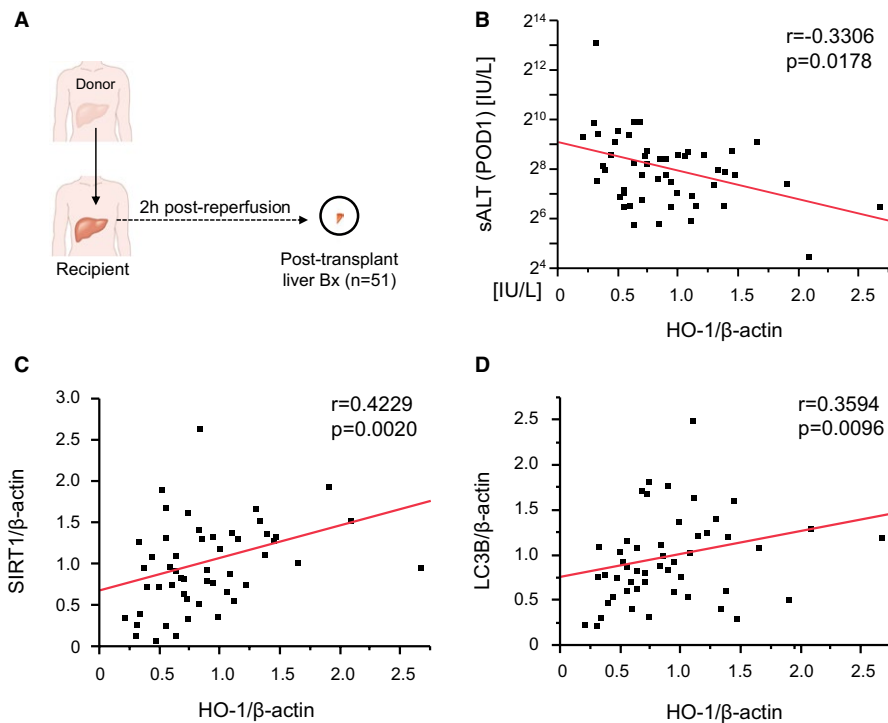 A
Donor
2h post-reperfusion
Recipient
Post-transplant
liver Bx (n=51)
B
r=-0.3306
p=0.0178
sALT (POD1) [IU/L]
2^14
2^12
2^10
2^8
2^6
2^4
[IU/L]
0 0.5 1.0 1.5 2.0 2.5
HO-1/β-actin
C
r=0.4229
p=0.0020
SIRT1/β-actin
3.0
2.5
2.0
1.5
1.0
0.5
0
0 0.5 1.0 1.5 2.0 2.5
HO-1/β-actin
D
r=0.3594
p=0.0096
LC3B/β-actin
2.5
2.0
1.5
1.0
0.5
0
0 0.5 1.0 1.5 2.0 2.5
HO-1/β-actin